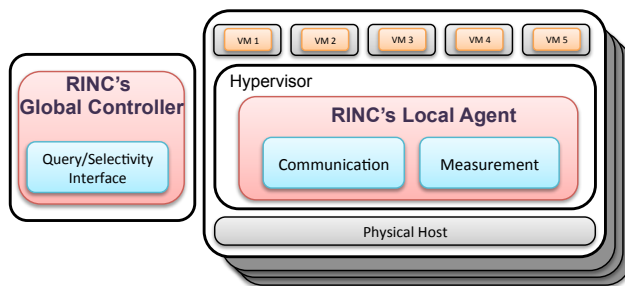 RINC's
Global Controller
Query/Selectivity
Interface
VM 1
VM 2
VM 3
VM 4
VM 5
Hypervisor
RINC's Local Agent
Communication
Measurement
Physical Host